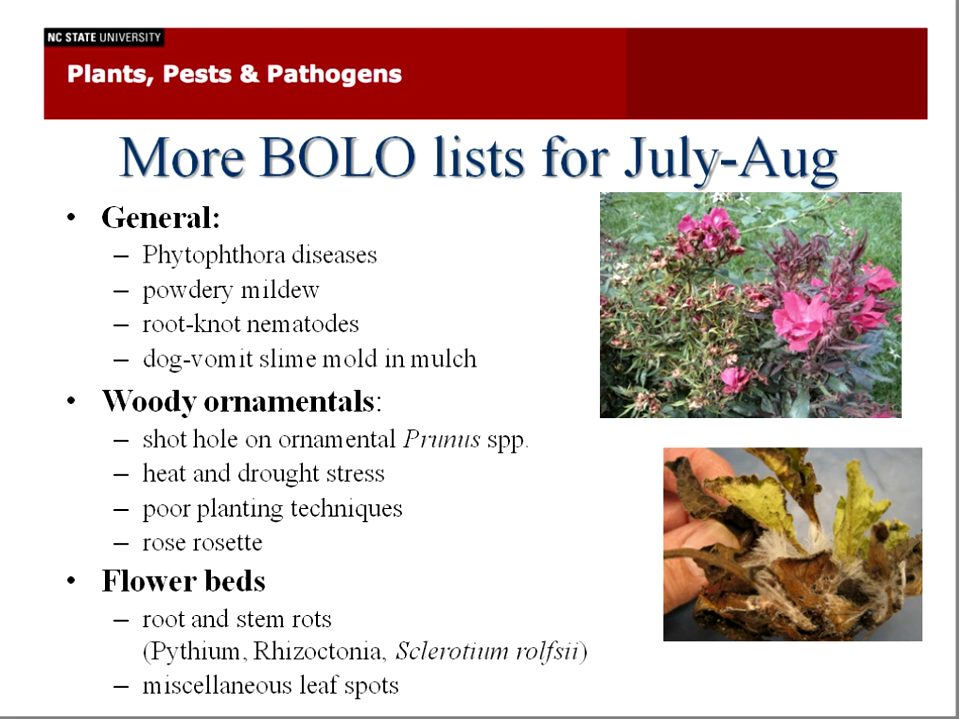 NC STATE UNIVERSITY
Plants, Pests & Pathogens
More BOLO lists for July-Aug
• General:
– Phytophthora diseases
– powdery mildew
– root-knot nematodes
– dog-vomit slime mold in mulch
• Woody ornamentals:
– shot hole on ornamental Prunus spp.
– heat and drought stress
– poor planting techniques
– rose rosette
• Flower beds
– root and stem rots
(Pythium, Rhizoctonia, Sclerotium rolfsii)
– miscellaneous leaf spots